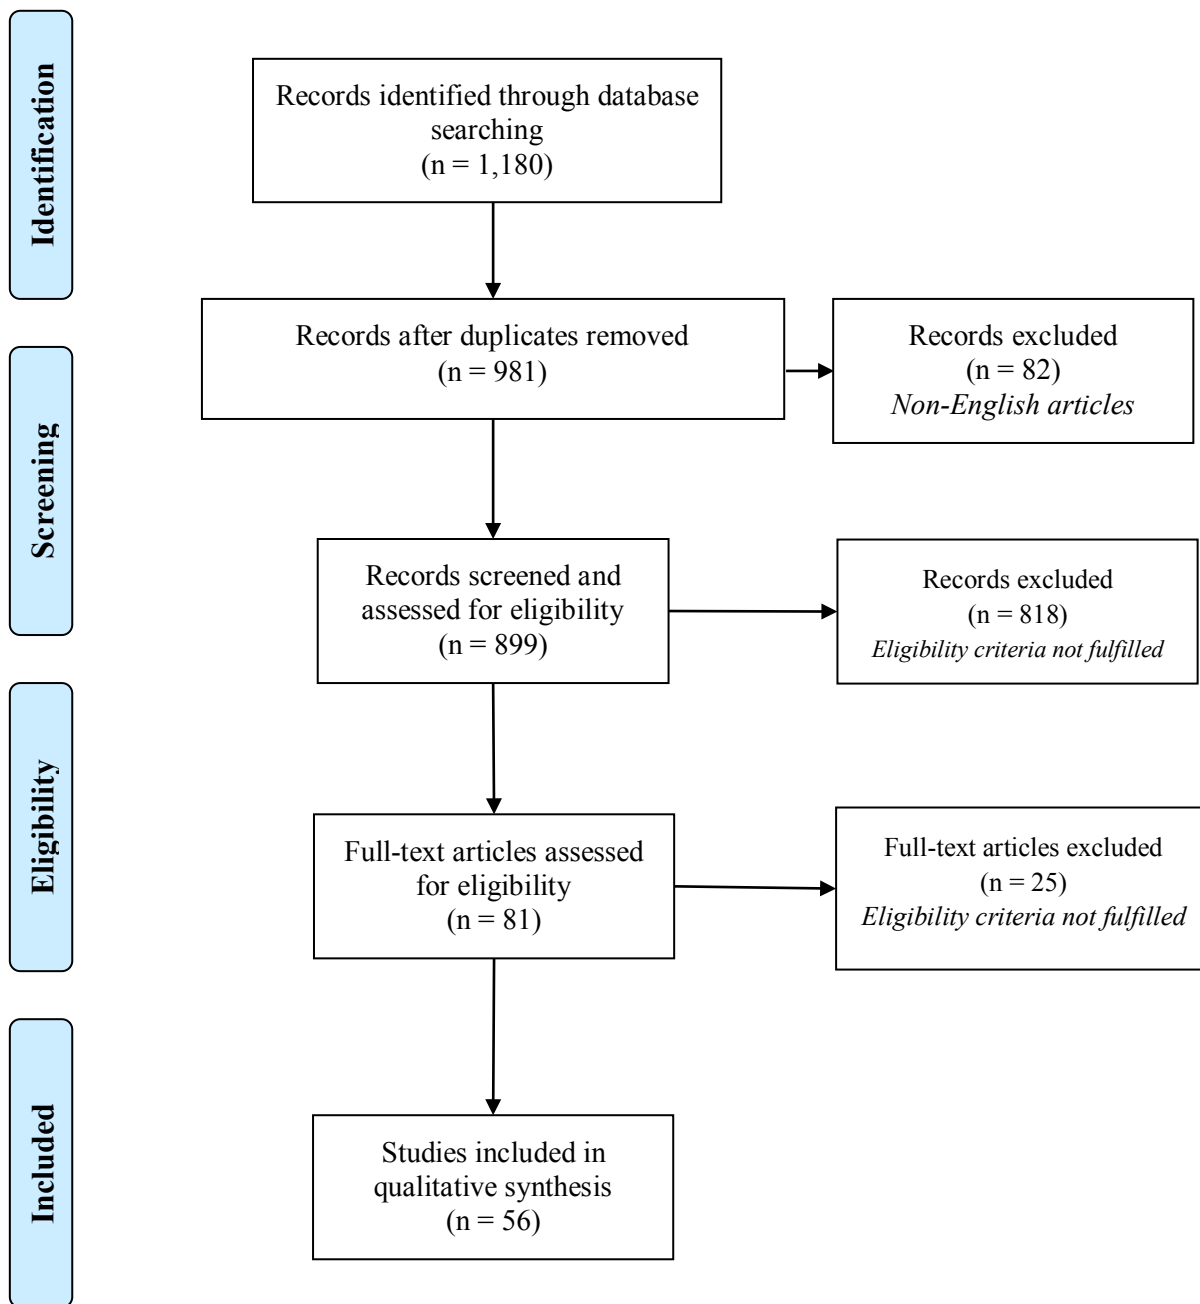 Identification
Records identified through database
searching
(n = 1,180)
Records after duplicates removed
(n = 981)
Records excluded
(n = 82)
Non-English articles
Screening
Records screened and
assessed for eligibility
(n = 899)
Records excluded
(n = 818)
Eligibility criteria not fulfilled
Eligibility
Full-text articles assessed
for eligibility
(n = 81)
Full-text articles excluded
(n = 25)
Eligibility criteria not fulfilled
Included
Studies included in
qualitative synthesis
(n = 56)